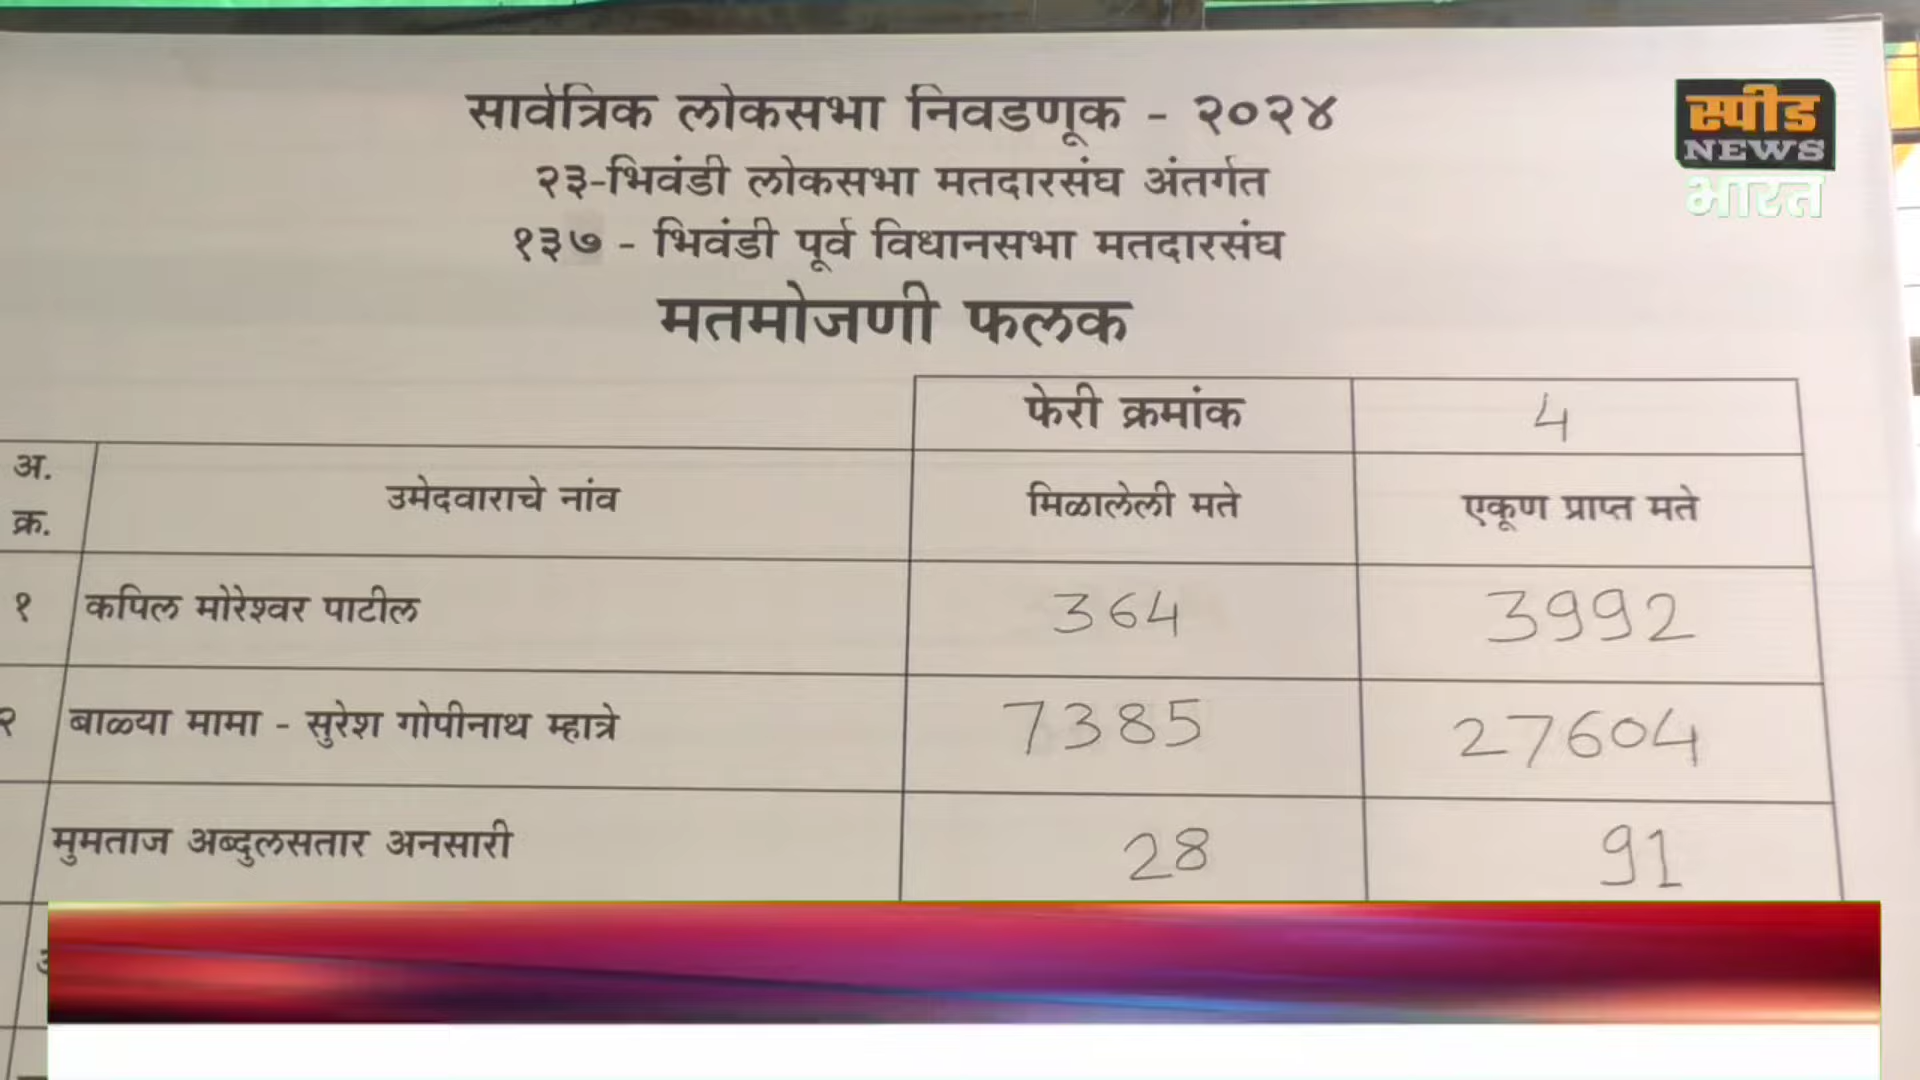 सार्वत्रिक लोकसभा निवडणूक - २०२४
स्पीड
NEWS
भारत
२३-भिवंडी लोकसभा मतदारसंघ अंतर्गत
१३७ - भिवंडी पूर्व विधानसभा मतदारसंघ
मतमोजणी फलक
फेरी क्रमांक 4
अ. क्र. उमेदवाराचे नांव मिळालेली मते एकूण प्राप्त मते
१ कपिल मोरेश्वर पाटील 364 3992
२ बाळ्या मामा - सुरेश गोपीनाथ म्हात्रे 7385 27604
मुमताज अब्दुलसतार अनसारी 28 91